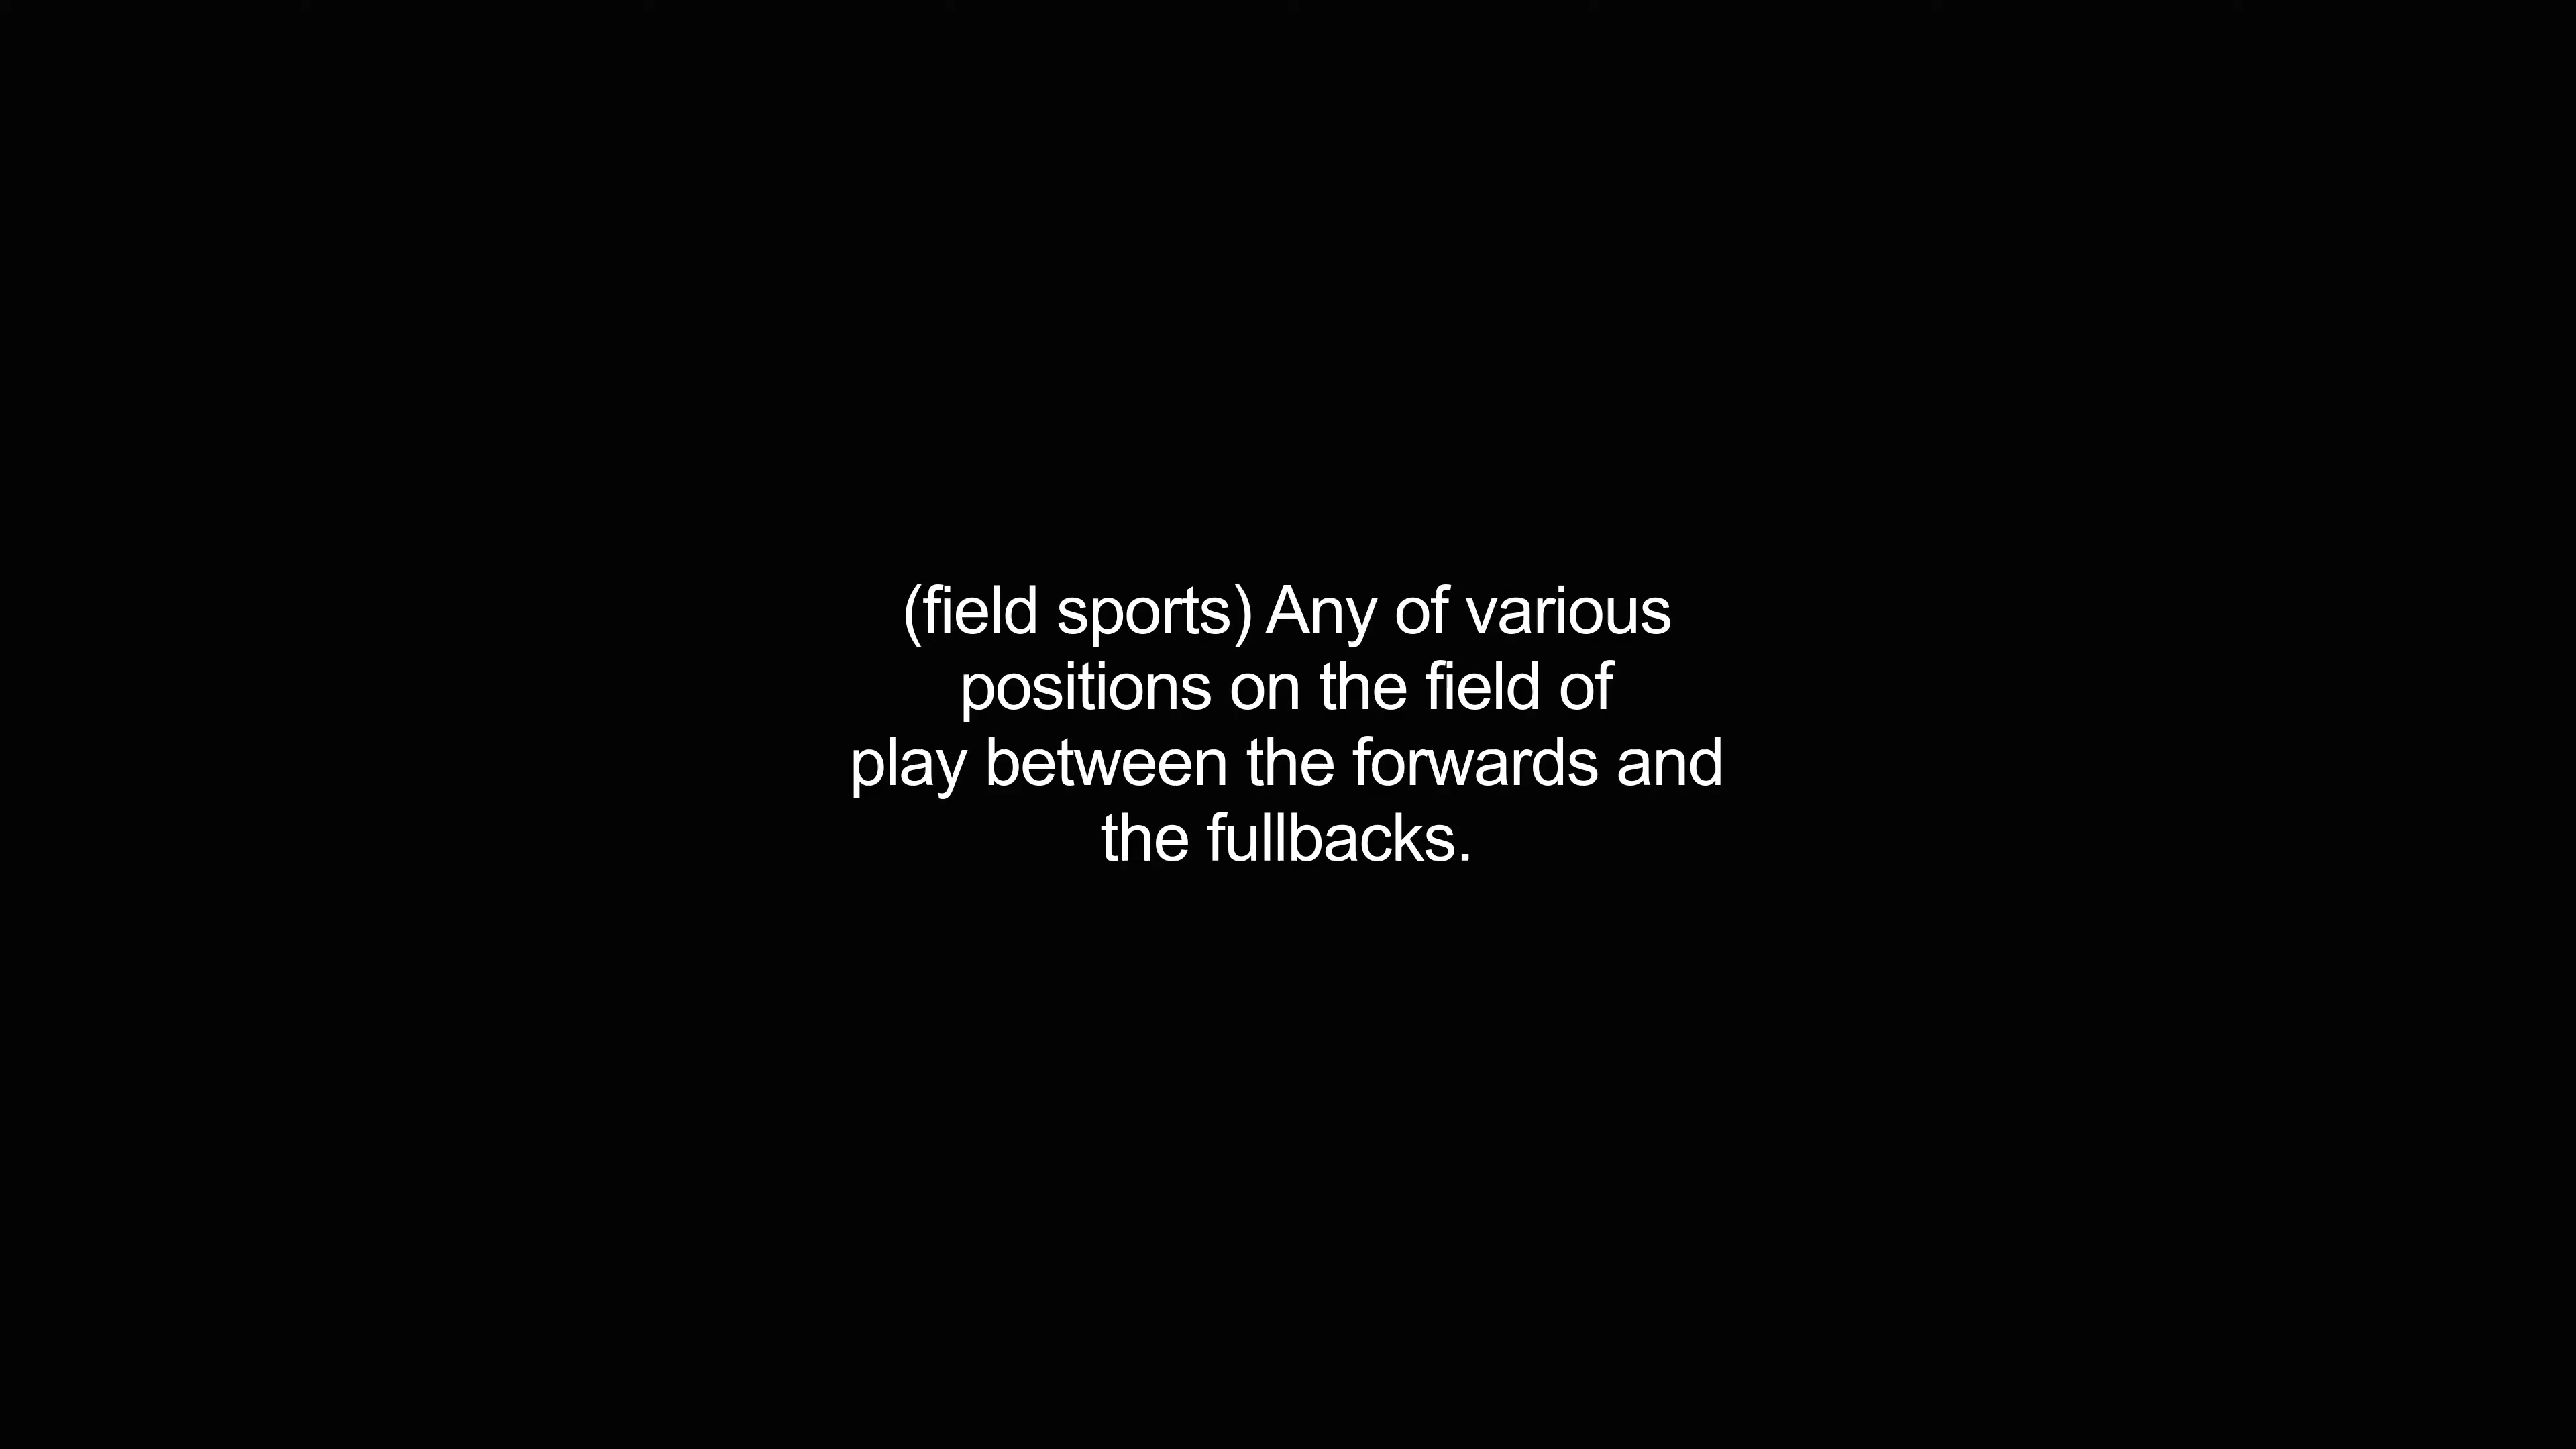 (field sports) Any of various
positions on the field of
play between the forwards and
the fullbacks.